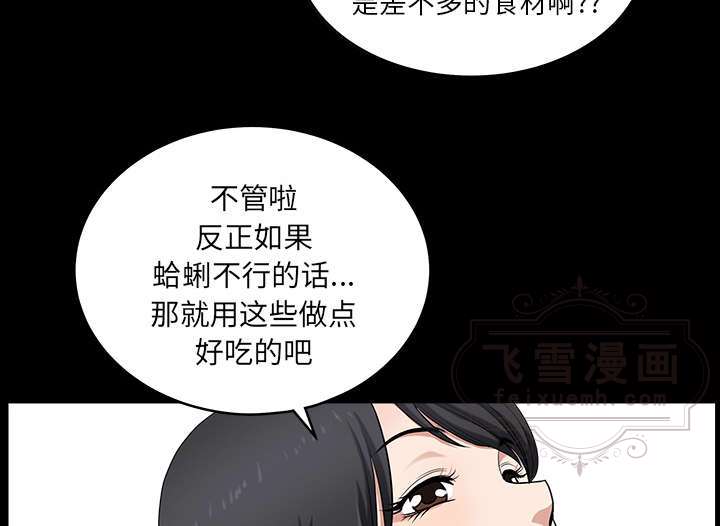 是差不多的食材啊??
不管啦
反正如果
蛤蜊不行的话...
那就用这些做点
好吃的吧
飞雪漫画
feixuemh.com